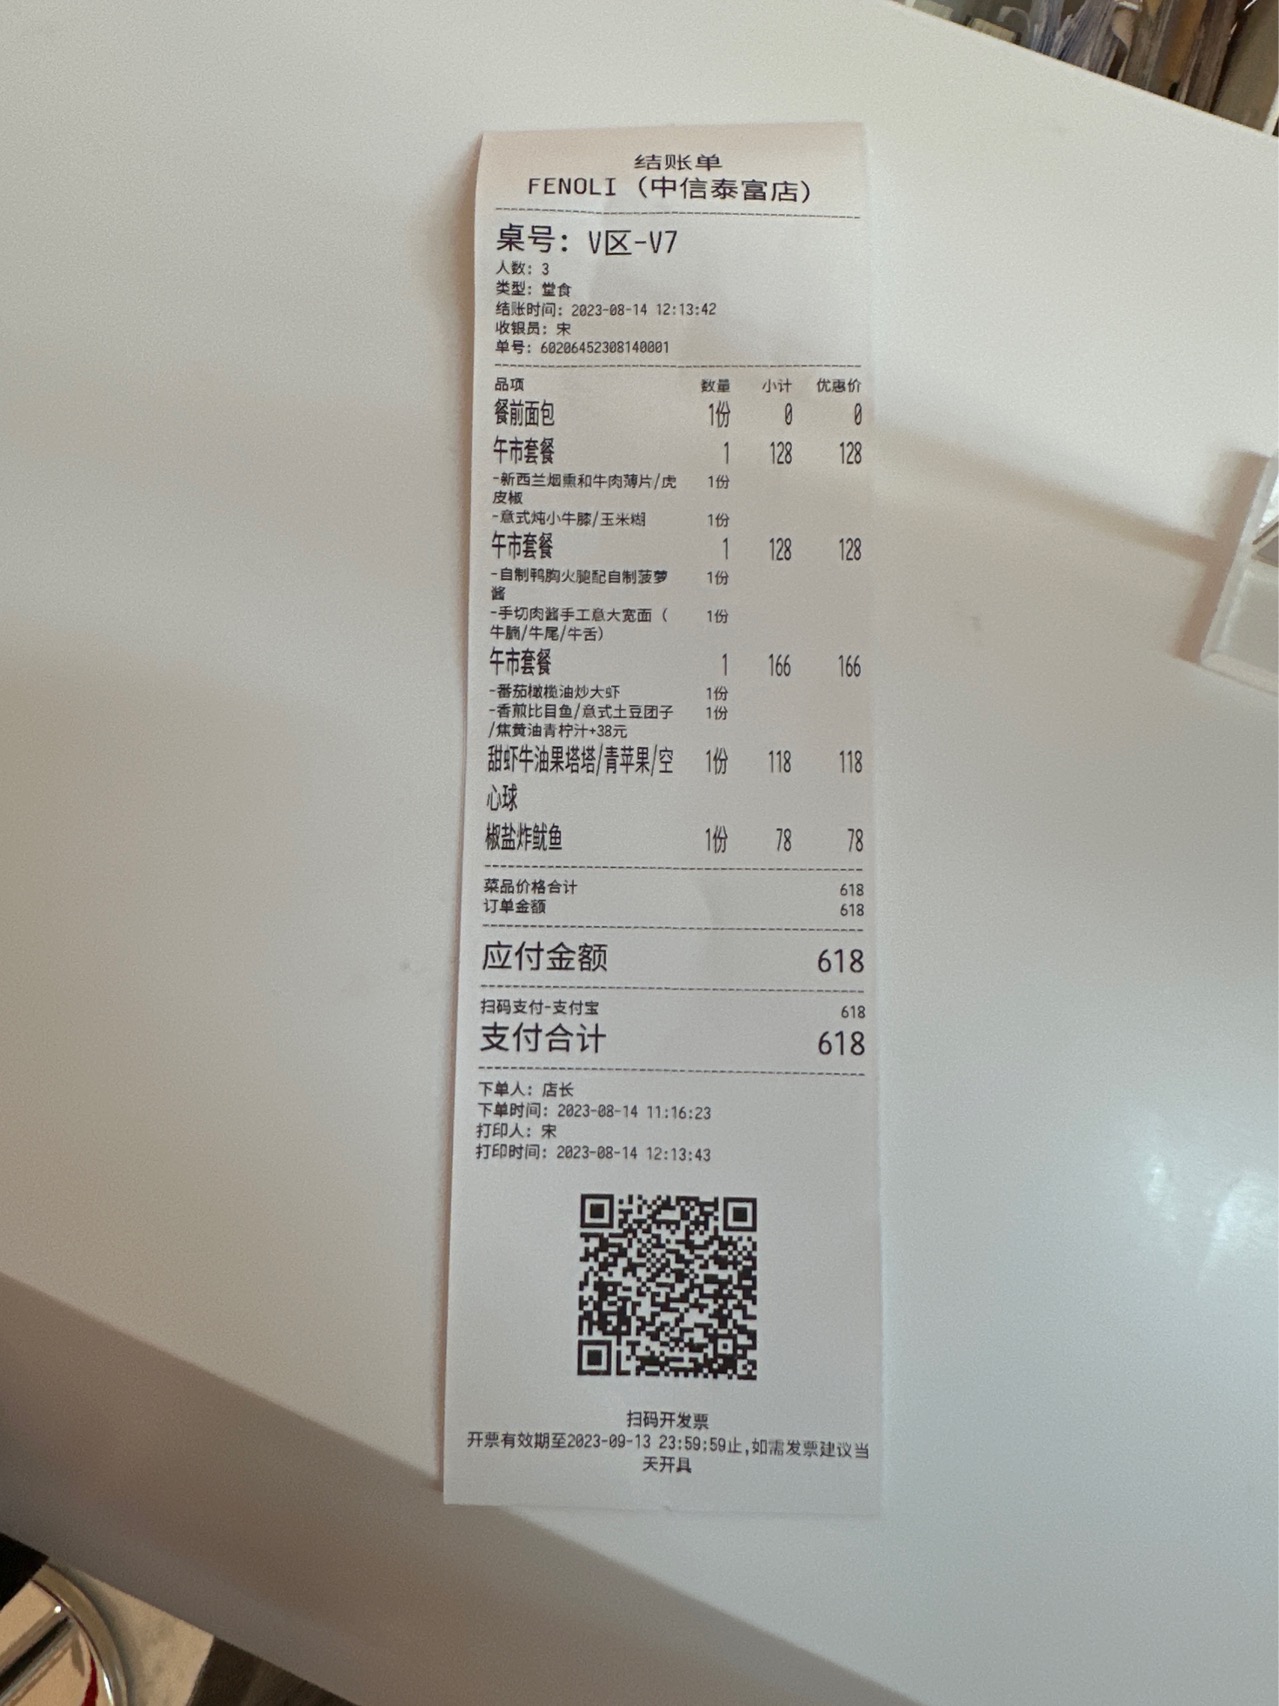 结账单
FENOLI（中信泰富店）
桌号：V区-V7
人数：3
类型：堂食
结账时间：2023-08-14 12:13:42
收银员：宋
单号：60206452308140001
品项 数量 小计 优惠价
餐前面包 1份 0 0
午市套餐 1 128 128
-新西兰烟熏和牛肉薄片/虎 1份
皮椒
-意式炖小牛膝/玉米糊 1份
午市套餐 1 128 128
-自制鸭胸火腿配自制菠萝 1份
酱
-手切肉酱手工意大宽面（ 1份
牛腩/牛尾/牛舌）
午市套餐 1 166 166
-番茄橄榄油炒大虾 1份
-香煎比目鱼/意式土豆团子 1份
/焦黄油青柠汁+38元
甜虾牛油果塔塔/青苹果/空 1份 118 118
心球
椒盐炸鱿鱼 1份 78 78
菜品价格合计 618
订单金额 618
应付金额 618
扫码支付-支付宝 618
支付合计 618
下单人：店长
下单时间：2023-08-14 11:16:23
打印人：宋
打印时间：2023-08-14 12:13:43
扫码开发票
开票有效期至2023-09-13 23:59:59止,如需发票建议当
天开具